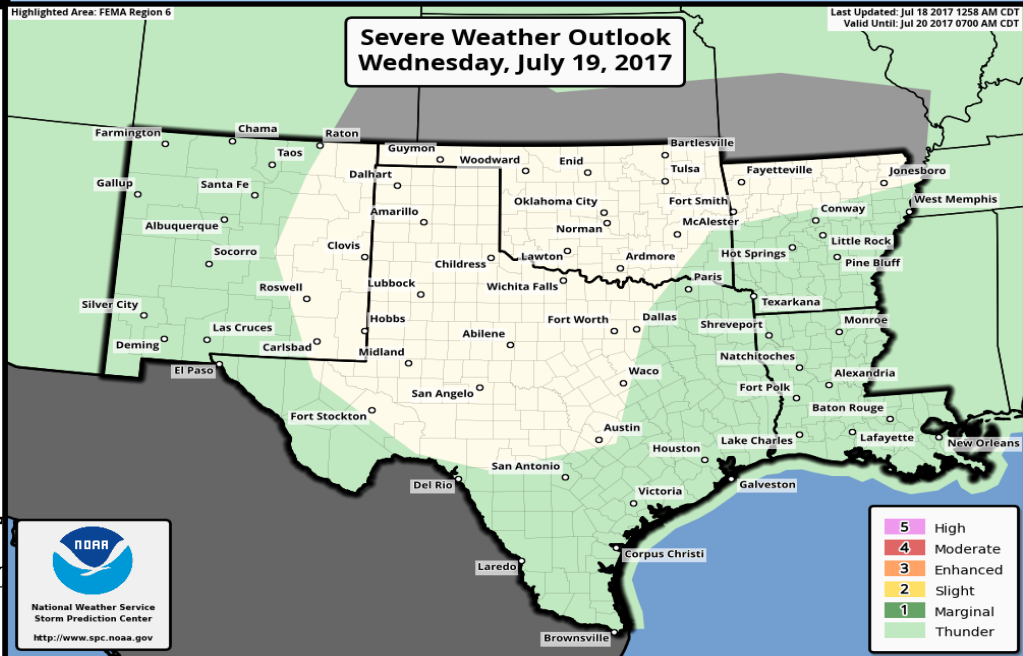 Highlighted Area: FEMA Region 6
Last Updated: Jul 18 2017 1258 AM CDT
Valid Until: Jul 20 2017 0700 AM CDT
Severe Weather Outlook
Wednesday, July 19, 2017
Farmington
Chama
Raton
Taos
Guymon
Woodward
Enid
Bartlesville
Tulsa
Fayetteville
Jonesboro
Gallup
Santa Fe
Dalhart
Fort Smith
West Memphis
Albuquerque
Amarillo
Oklahoma City
Norman
McAlester
Conway
Little Rock
Socorro
Clovis
Childress
Lawton
Ardmore
Hot Springs
Pine Bluff
Roswell
Lubbock
Wichita Falls
Paris
Texarkana
Silver City
Las Cruces
Hobbs
Abilene
Fort Worth
Dallas
Shreveport
Monroe
Deming
Carlsbad
Midland
Natchitoches
El Paso
Waco
Alexandria
San Angelo
Fort Polk
Fort Stockton
Austin
Baton Rouge
Houston
Lake Charles
Lafayette
New Orleans
San Antonio
Del Rio
Victoria
Galveston
Laredo
Corpus Christi
Brownsville
NOAA
National Weather Service
Storm Prediction Center
http://www.spc.noaa.gov
5 High
4 Moderate
3 Enhanced
2 Slight
1 Marginal
Thunder